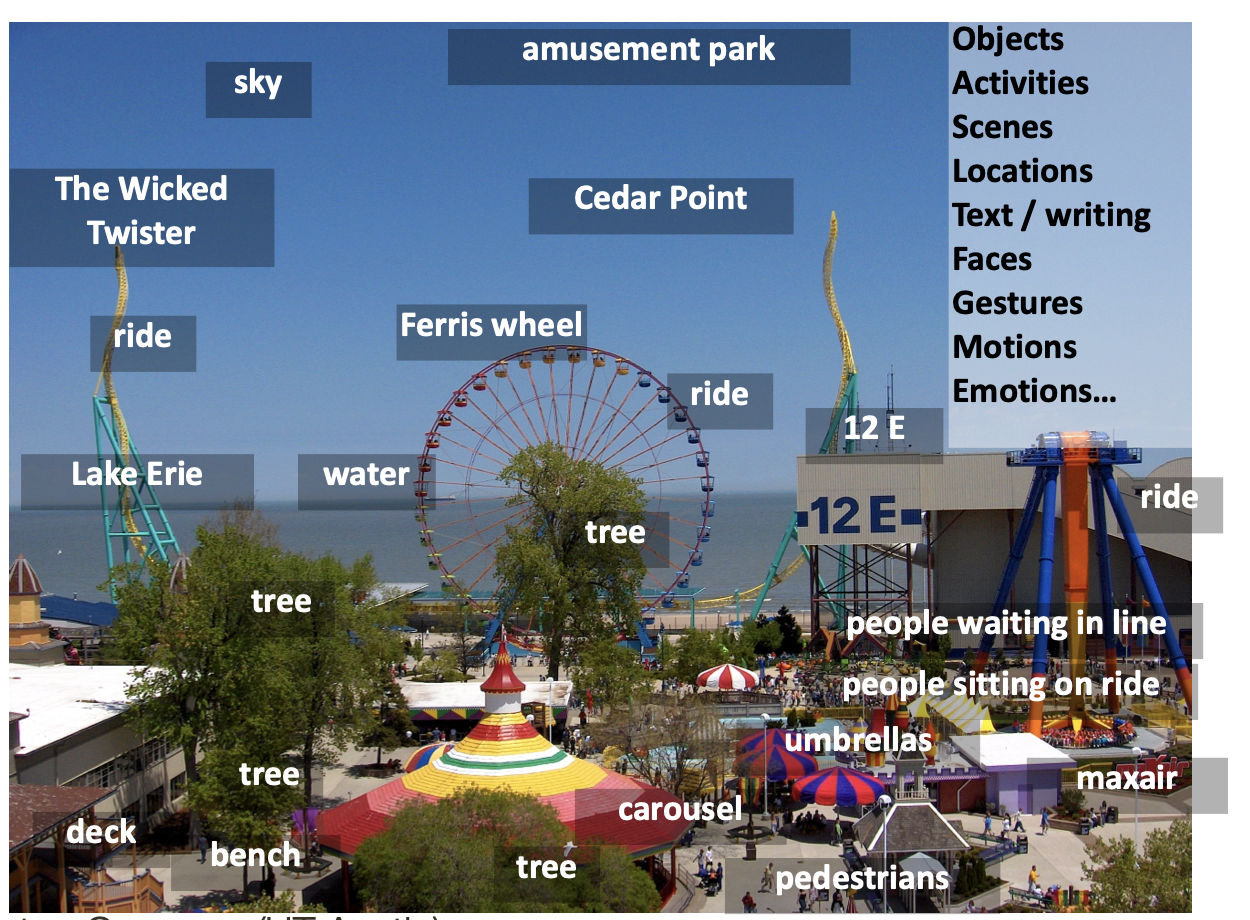 amusement park
sky
Objects
Activities
Scenes
Locations
Text / writing
Faces
Gestures
Motions
Emotions...
The Wicked
Twister
Cedar Point
ride
Ferris wheel
ride
12 E
Lake Erie
water
ride
12 E
tree
tree
people waiting in line
people sitting on ride
umbrellas
tree
maxair
carousel
deck
bench
tree
pedestrians